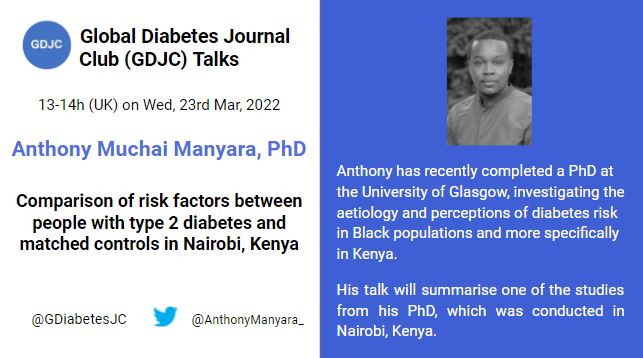 GDJC
Global Diabetes Journal
Club (GDJC) Talks
13-14h (UK) on Wed, 23rd Mar, 2022
Anthony Muchai Manyara, PhD
Comparison of risk factors between
people with type 2 diabetes and
matched controls in Nairobi, Kenya
@GDiabetesJC
@AnthonyManyara_
Anthony has recently completed a PhD at
the University of Glasgow, investigating the
aetiology and perceptions of diabetes risk
in Black populations and more specifically
in Kenya.
His talk will summarise one of the studies
from his PhD, which was conducted in
Nairobi, Kenya.